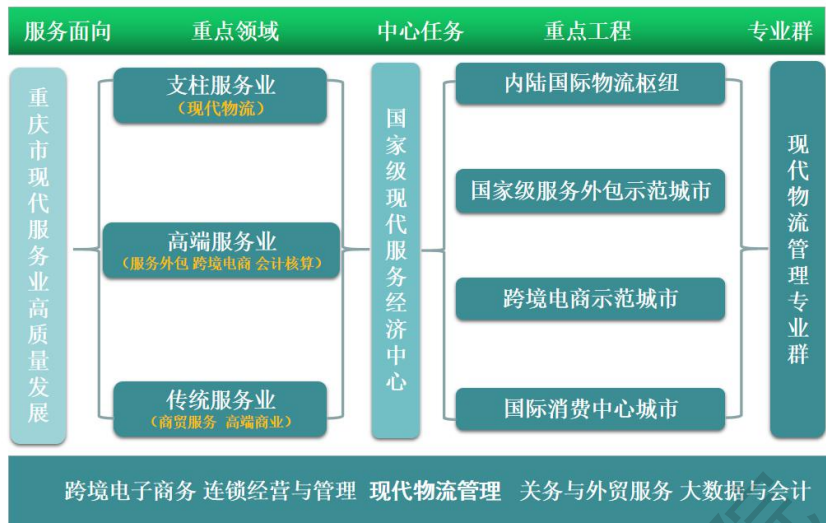 服务面向 重点领域 中心任务 重点工程 专业群
重庆市现代服务业高质量发展
支柱服务业
（现代物流）
高端服务业
（服务外包 跨境电商 会计核算）
传统服务业
（商贸服务 高端商业）
国家级现代服务经济中心
内陆国际物流枢纽
国家级服务外包示范城市
跨境电商示范城市
国际消费中心城市
现代物流管理专业群
跨境电子商务 连锁经营与管理 现代物流管理 关务与外贸服务 大数据与会计